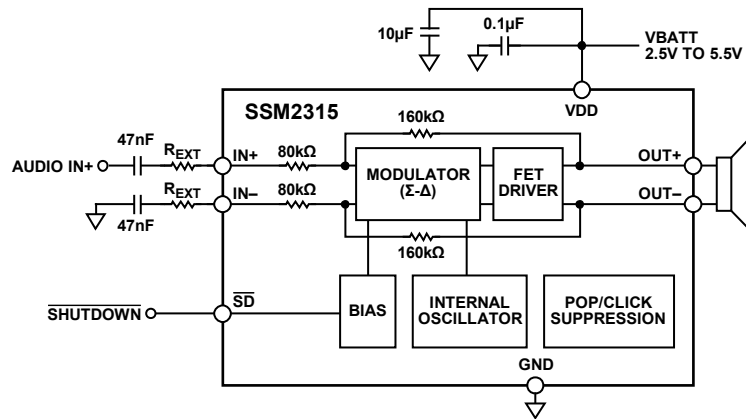 10µF
0.1µF
VBATT
2.5V TO 5.5V
VDD
SSM2315
160kΩ
47nF
REXT
IN+
80kΩ
AUDIO IN+
MODULATOR
(Σ-Δ)
FET
DRIVER
OUT+
REXT
IN–
80kΩ
OUT–
47nF
160kΩ
SHUTDOWN
SD
BIAS
INTERNAL
OSCILLATOR
POP/CLICK
SUPPRESSION
GND